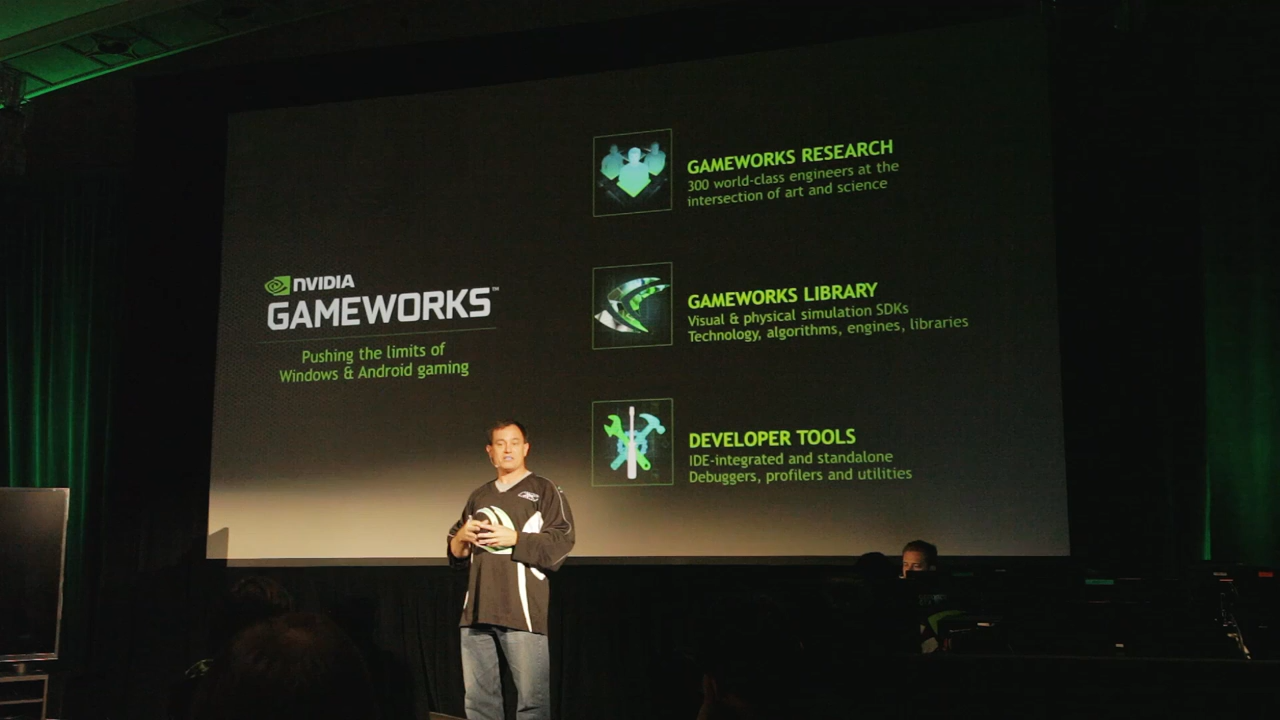 NVIDIA
GAMEWORKS™
Pushing the limits of
Windows & Android gaming
GAMEWORKS RESEARCH
300 world-class engineers at the
intersection of art and science
GAMEWORKS LIBRARY
Visual & physical simulation SDKs
Technology, algorithms, engines, libraries
DEVELOPER TOOLS
IDE-integrated and standalone
Debuggers, profilers and utilities